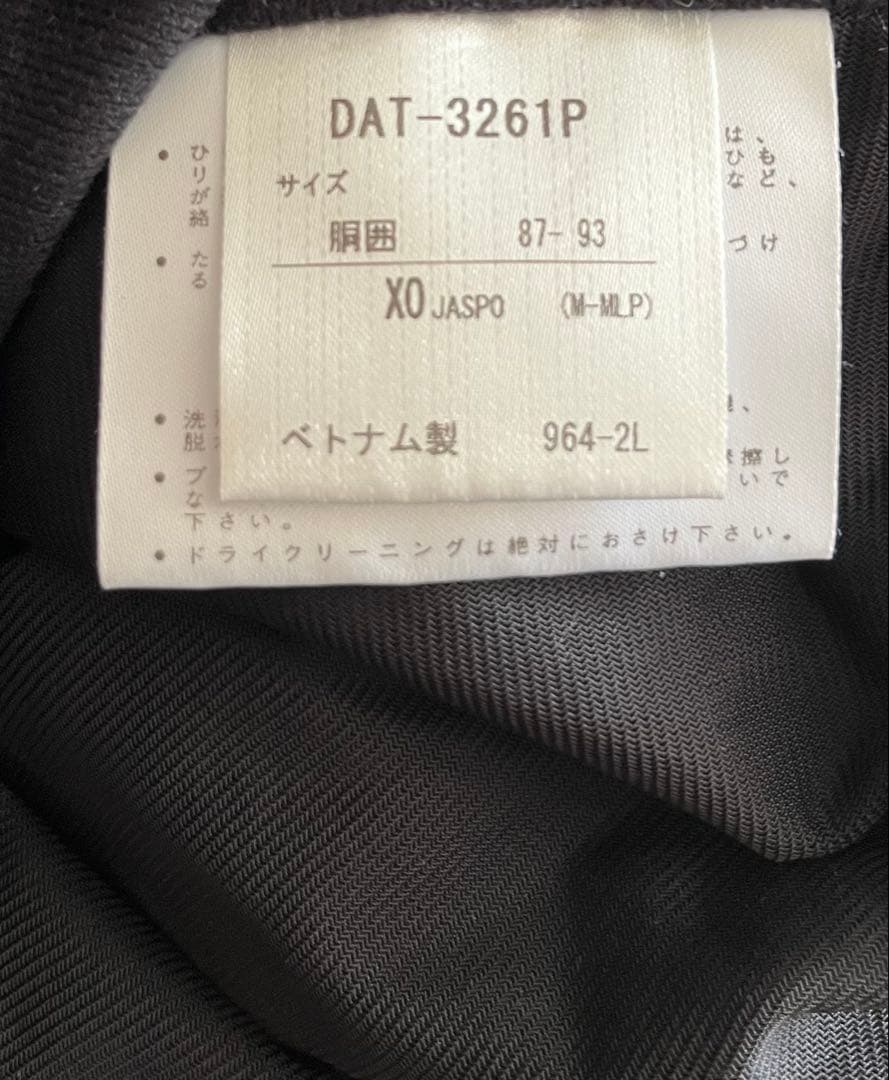 DAT-3261P
サイズ
胴囲 87-93
XO JASPO (M-MLP)
ベトナム製 964-2L
は、
・ひ ひも
リ など、
が
絡
・た づけ
る
・洗
脱 擦し
・ブ いで
な
下さい。
・ドライクリーニングは絶対におさけ下さい。